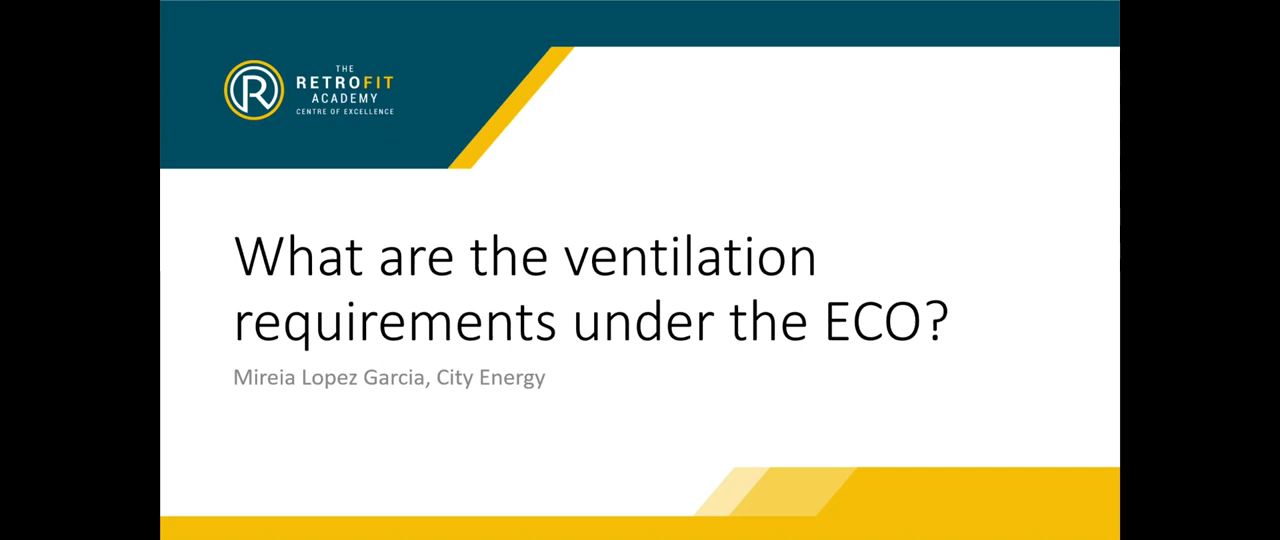 THE
RETROFIT
ACADEMY
CENTRE OF EXCELLENCE
What are the ventilation
requirements under the ECO?
Mireia Lopez Garcia, City Energy